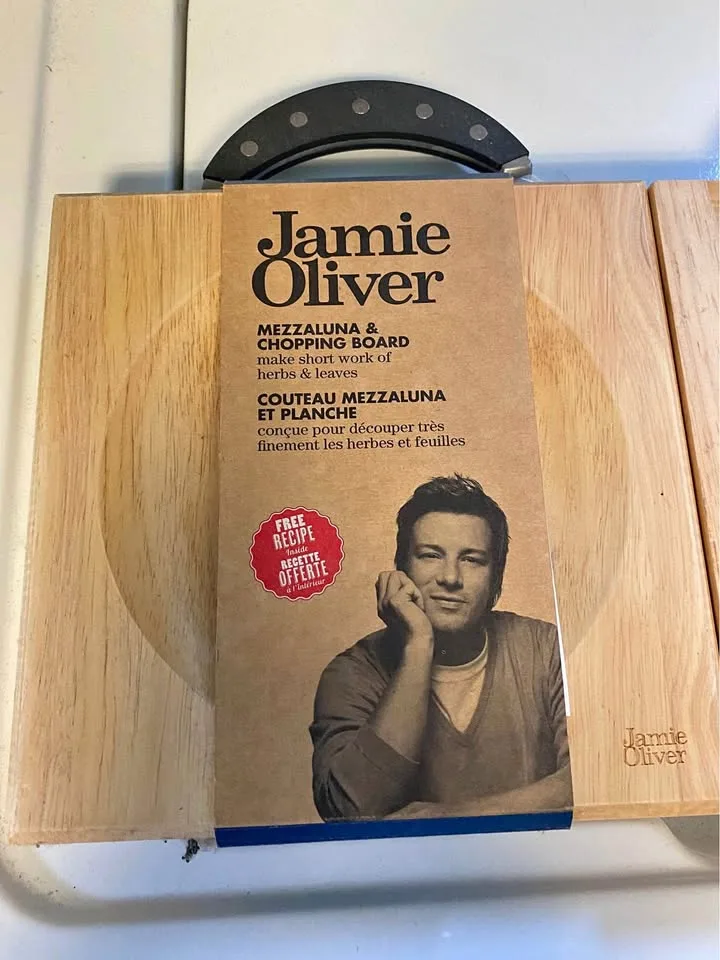 Jamie
Oliver
MEZZALUNA &
CHOPPING BOARD
make short work of
herbs & leaves
COUTEAU MEZZALUNA
ET PLANCHE
conçue pour découper très
finement les herbes et feuilles
FREE
RECIPE
Inside
RECETTE
OFFERTE
à l'intérieur
Jamie
Oliver